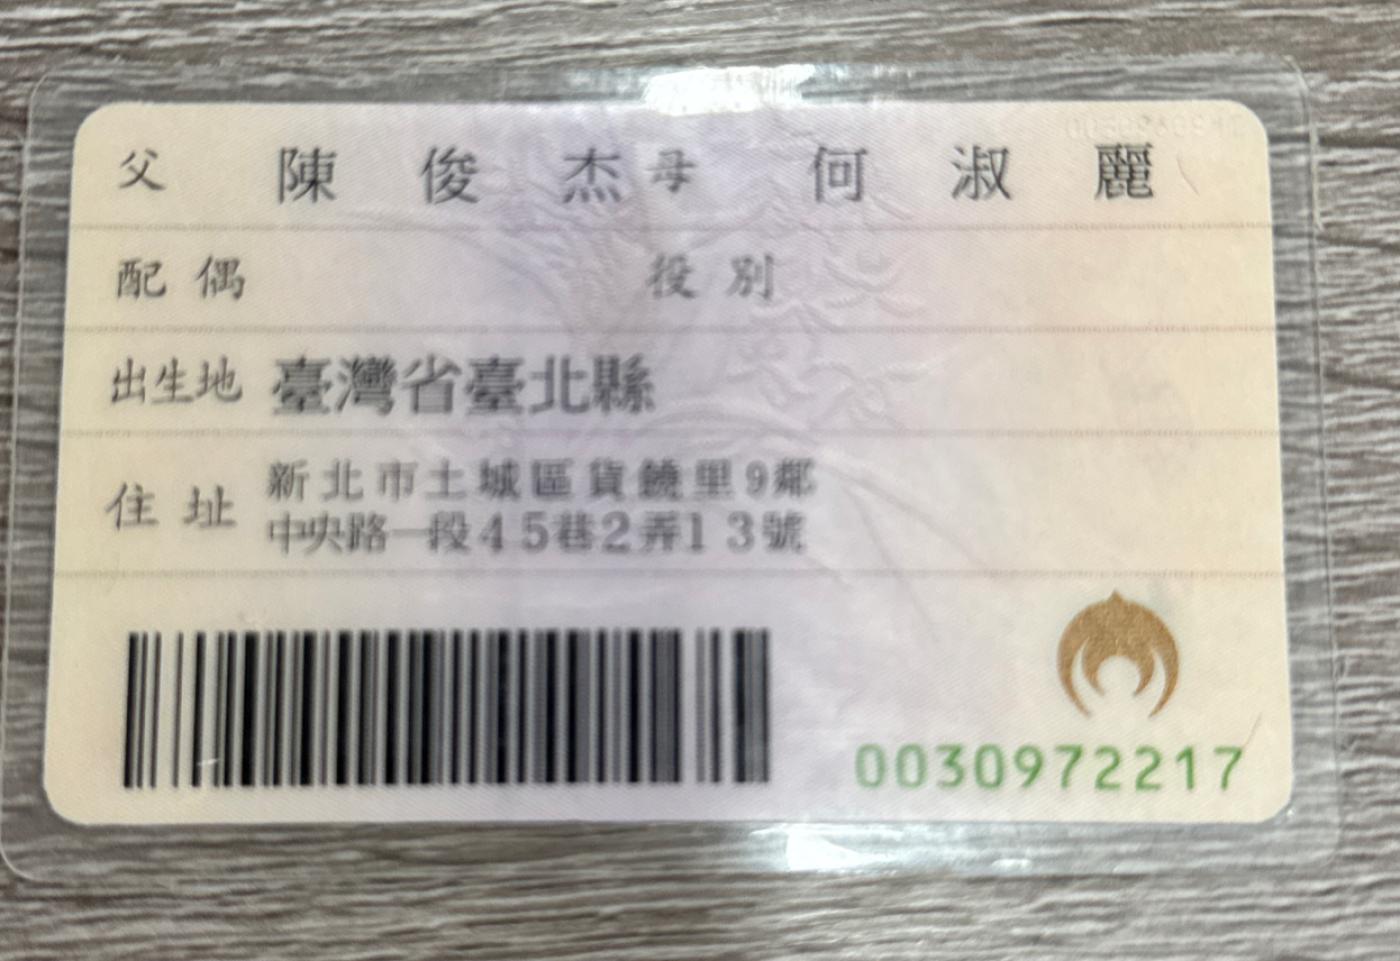 父 陳俊杰 母 何淑麗
配偶 役別
出生地 臺灣省臺北縣
住址 新北市土城區貨饒里9鄰
中央路一段45巷2弄13號
0030972217